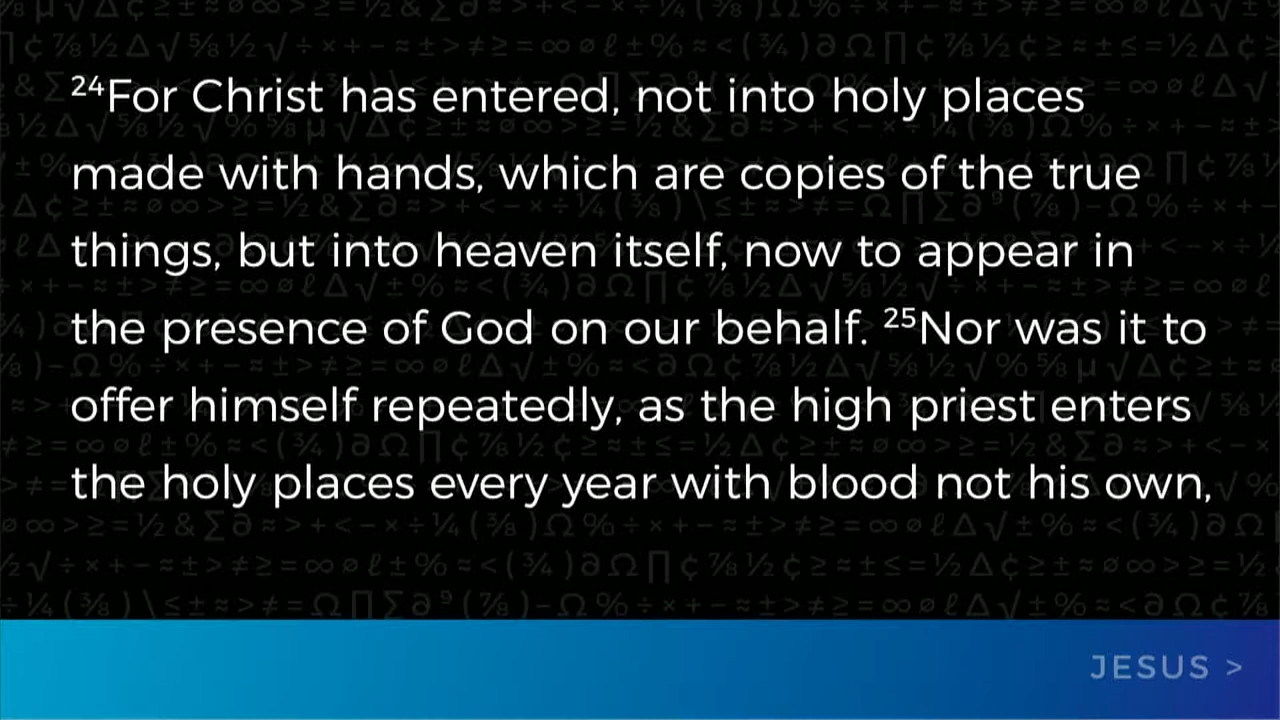 ²⁴For Christ has entered, not into holy places
made with hands, which are copies of the true
things, but into heaven itself, now to appear in
the presence of God on our behalf. ²⁵Nor was it to
offer himself repeatedly, as the high priest enters
the holy places every year with blood not his own,
JESUS >